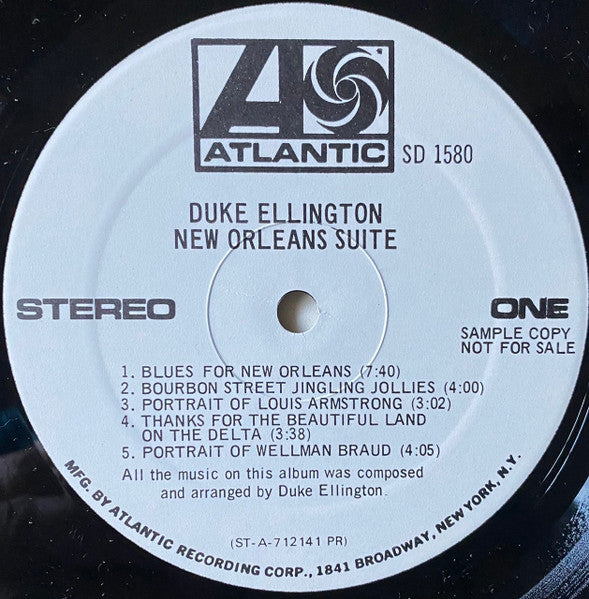 ATLANTIC
SD 1580
DUKE ELLINGTON
NEW ORLEANS SUITE
STEREO
ONE
SAMPLE COPY
NOT FOR SALE
1. BLUES FOR NEW ORLEANS (7:40)
2. BOURBON STREET JINGLING JOLLIES (4:00)
3. PORTRAIT OF LOUIS ARMSTRONG (3:02)
4. THANKS FOR THE BEAUTIFUL LAND
ON THE DELTA (3:38)
5. PORTRAIT OF WELLMAN BRAUD (4:05)
All the music on this album was composed
and arranged by Duke Ellington.
(ST-A-712141 PR)
MFG. BY ATLANTIC RECORDING CORP., 1841 BROADWAY, NEW YORK, N.Y.